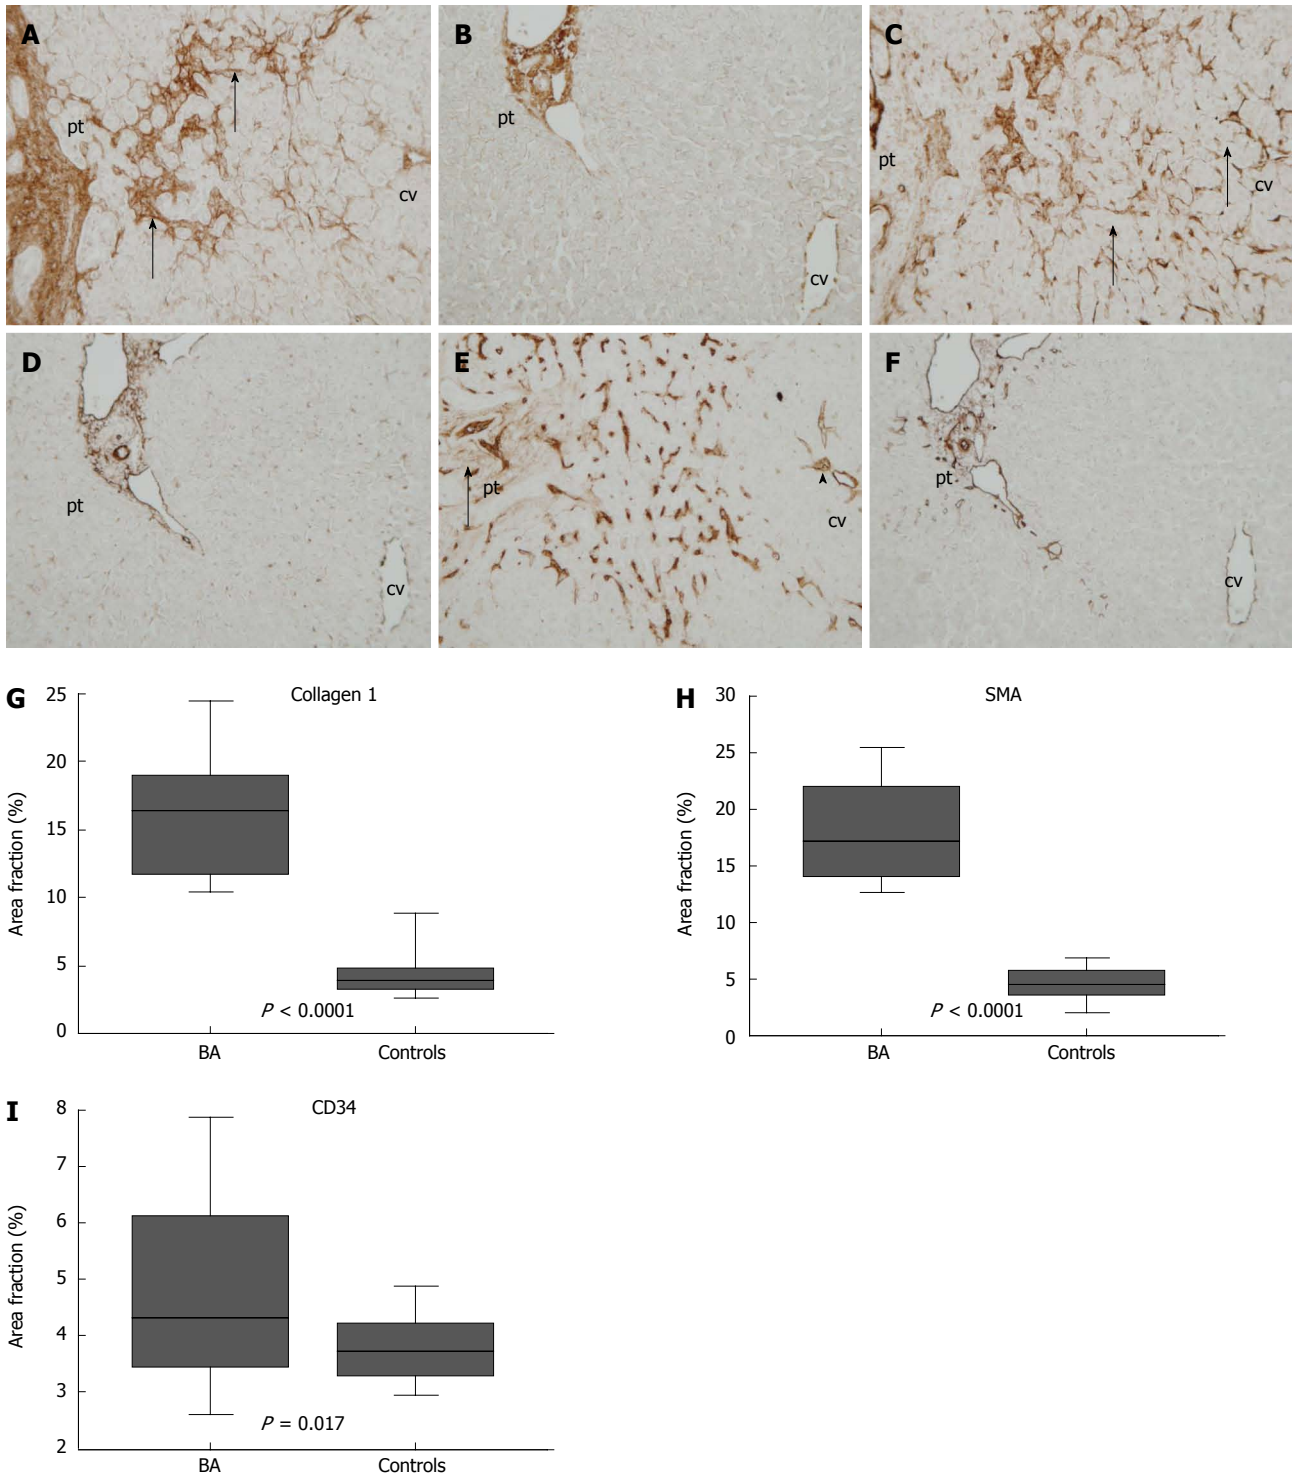 A
pt
cv
B
pt
cv
C
pt
cv
D
pt
cv
E
pt
cv
F
pt
cv
G
Collagen 1
25
20
15
10
5
0
Area fraction (%)
P < 0.0001
BA Controls
H
SMA
30
25
20
15
10
5
0
Area fraction (%)
P < 0.0001
BA Controls
I
CD34
8
7
6
5
4
3
2
Area fraction (%)
P = 0.017
BA Controls